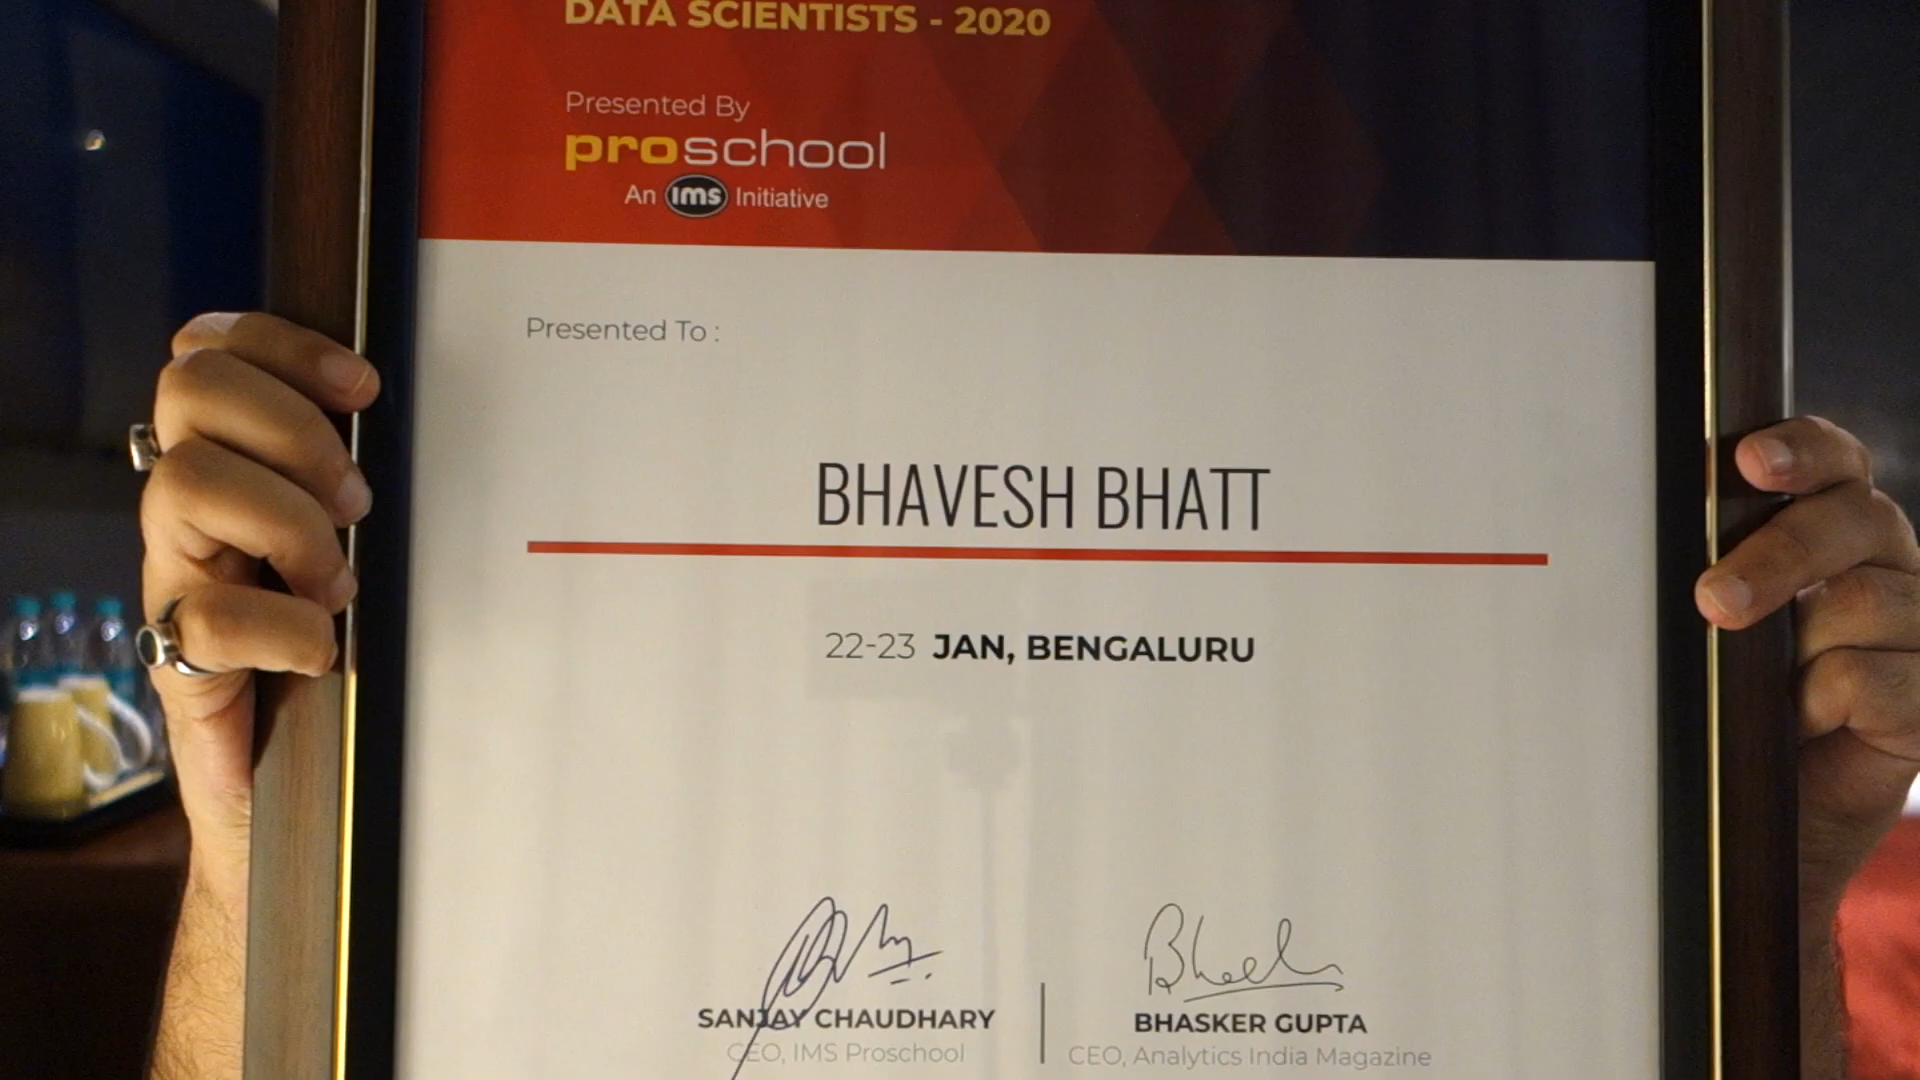 DATA SCIENTISTS - 2020
Presented By
proschool
An ims Initiative
Presented To :
BHAVESH BHATT
22-23 JAN, BENGALURU
SANJAY CHAUDHARY
CEO, IMS Proschool
BHASKER GUPTA
CEO, Analytics India Magazine